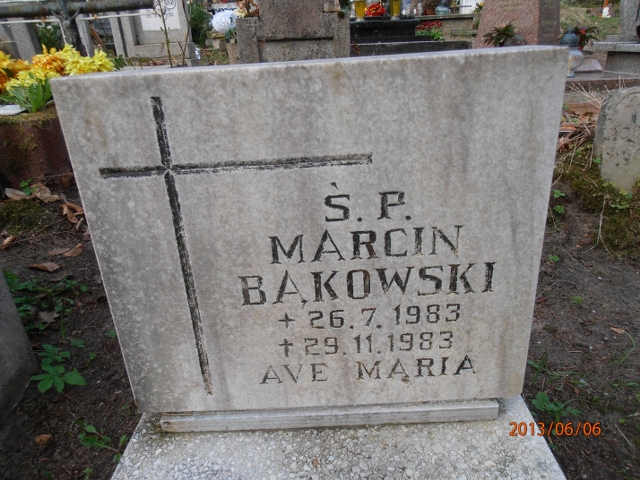 Ś. P.
MARCIN
BĄKOWSKI
+ 26.7.1983
† 29.11.1983
AVE MARIA
2013/06/06